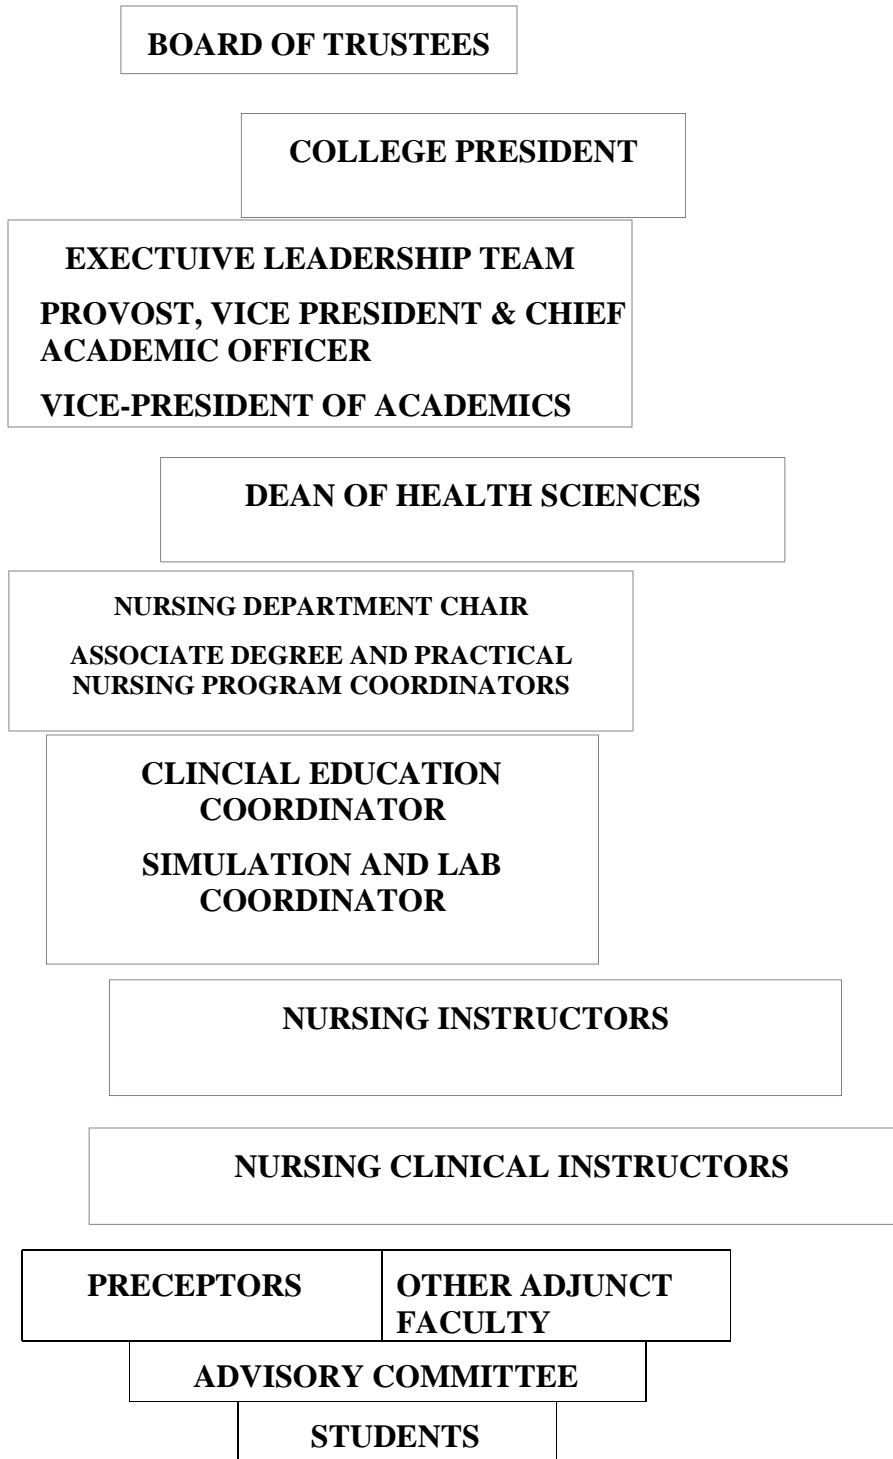 BOARD OF TRUSTEES
COLLEGE PRESIDENT
EXECTUIVE LEADERSHIP TEAM
PROVOST, VICE PRESIDENT & CHIEF
ACADEMIC OFFICER
VICE-PRESIDENT OF ACADEMICS
DEAN OF HEALTH SCIENCES
NURSING DEPARTMENT CHAIR
ASSOCIATE DEGREE AND PRACTICAL
NURSING PROGRAM COORDINATORS
CLINCIAL EDUCATION
COORDINATOR
SIMULATION AND LAB
COORDINATOR
NURSING INSTRUCTORS
NURSING CLINICAL INSTRUCTORS
PRECEPTORS
OTHER ADJUNCT
FACULTY
ADVISORY COMMITTEE
STUDENTS